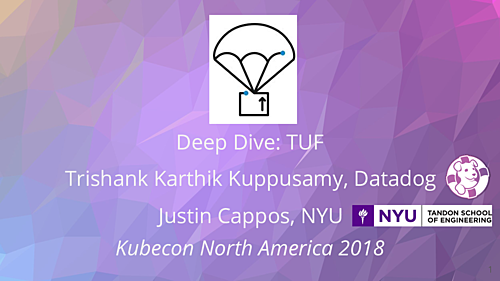 Deep Dive: TUF
Trishank Karthik Kuppusamy, Datadog
Justin Cappos, NYU
NYU
TANDON SCHOOL
OF ENGINEERING
Kubecon North America 2018